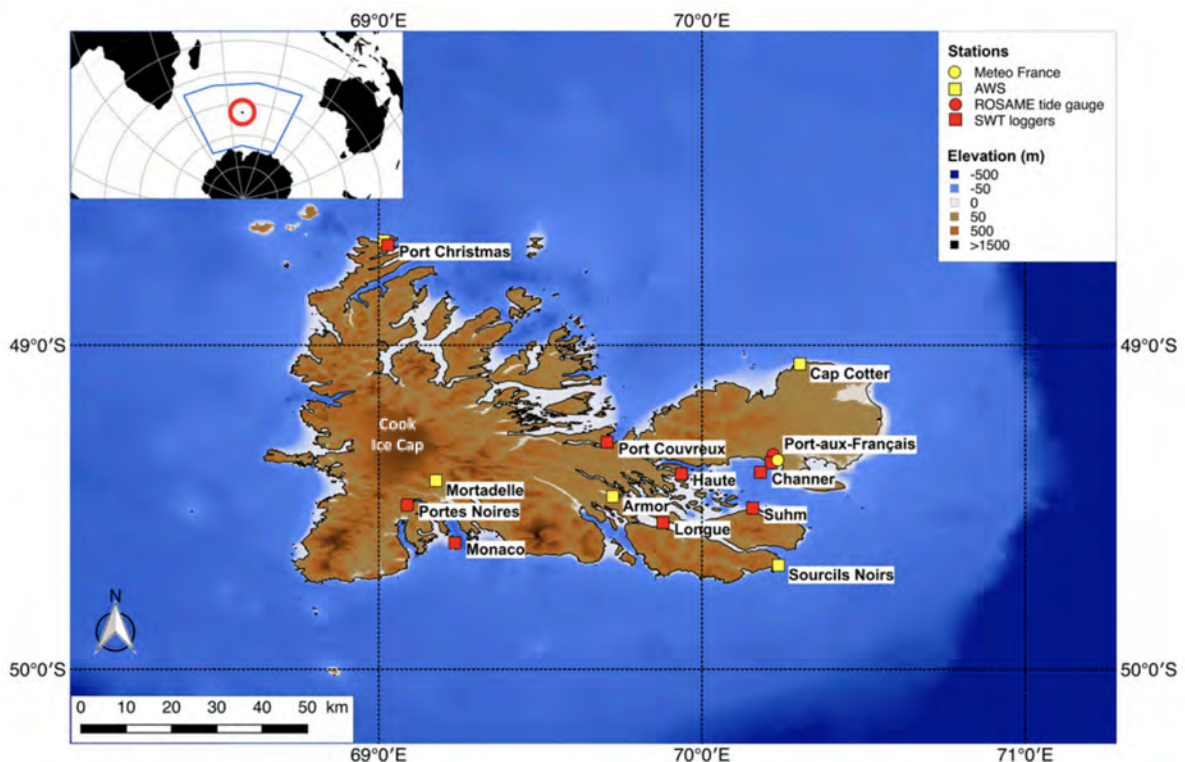 69°0′E 70°0′E
Stations
Meteo France
AWS
ROSAME tide gauge
SWT loggers
Elevation (m)
-500
-50
0
50
500
>1500
Port Christmas
49°0′S 49°0′S
Cap Cotter
Cook
Ice Cap
Port Couvreux
Port-aux-Français
Haute
Channer
Mortadelle
Armor
Portes Noires
Suhm
Longue
Monaco
Sourcils Noirs
N
50°0′S 50°0′S
0 10 20 30 40 50 km
69°0′E 70°0′E 71°0′E